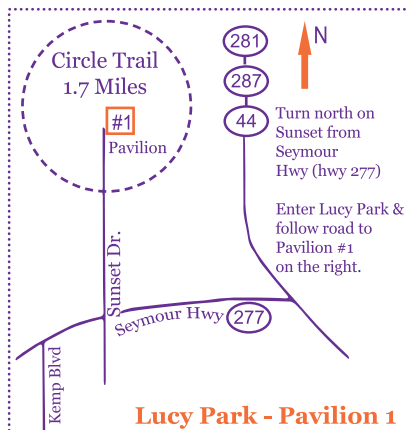 Circle Trail
1.7 Miles
#1
Pavilion
281
287
44
N
Turn north on
Sunset from
Seymour
Hwy (hwy 277)
Enter Lucy Park &
follow road to
Pavilion #1
on the right.
Sunset Dr.
Seymour Hwy
277
Kemp Blvd
Lucy Park - Pavilion 1